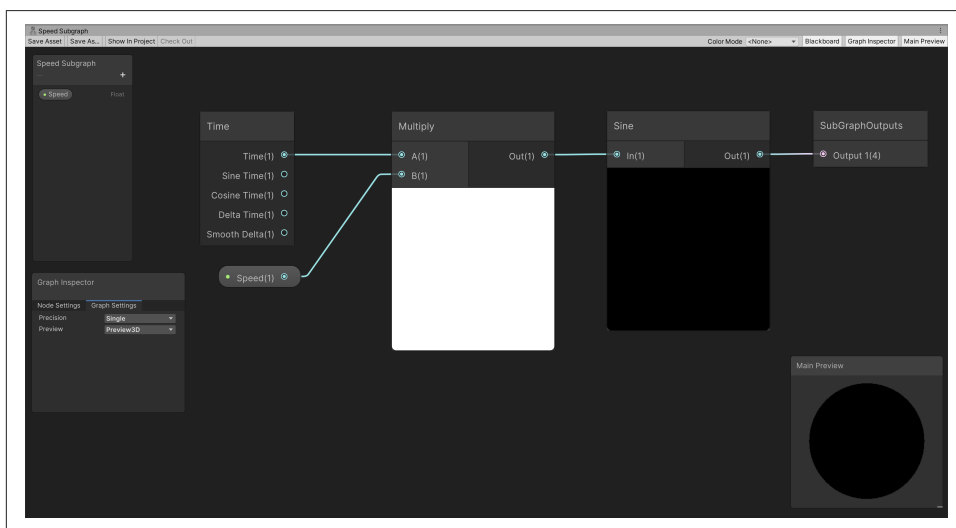 Speed Subgraph
Save Asset Save As... Show In Project Check Out Color Mode <None> Blackboard Graph Inspector Main Preview
Speed Subgraph
+
Speed Float
Time
Time(1)
Sine Time(1)
Cosine Time(1)
Delta Time(1)
Smooth Delta(1)
Speed(1)
Multiply
A(1) Out(1)
B(1)
Sine
In(1) Out(1)
SubGraphOutputs
Output 1(4)
Graph Inspector
Node Settings Graph Settings
Precision Single
Preview Preview3D
Main Preview